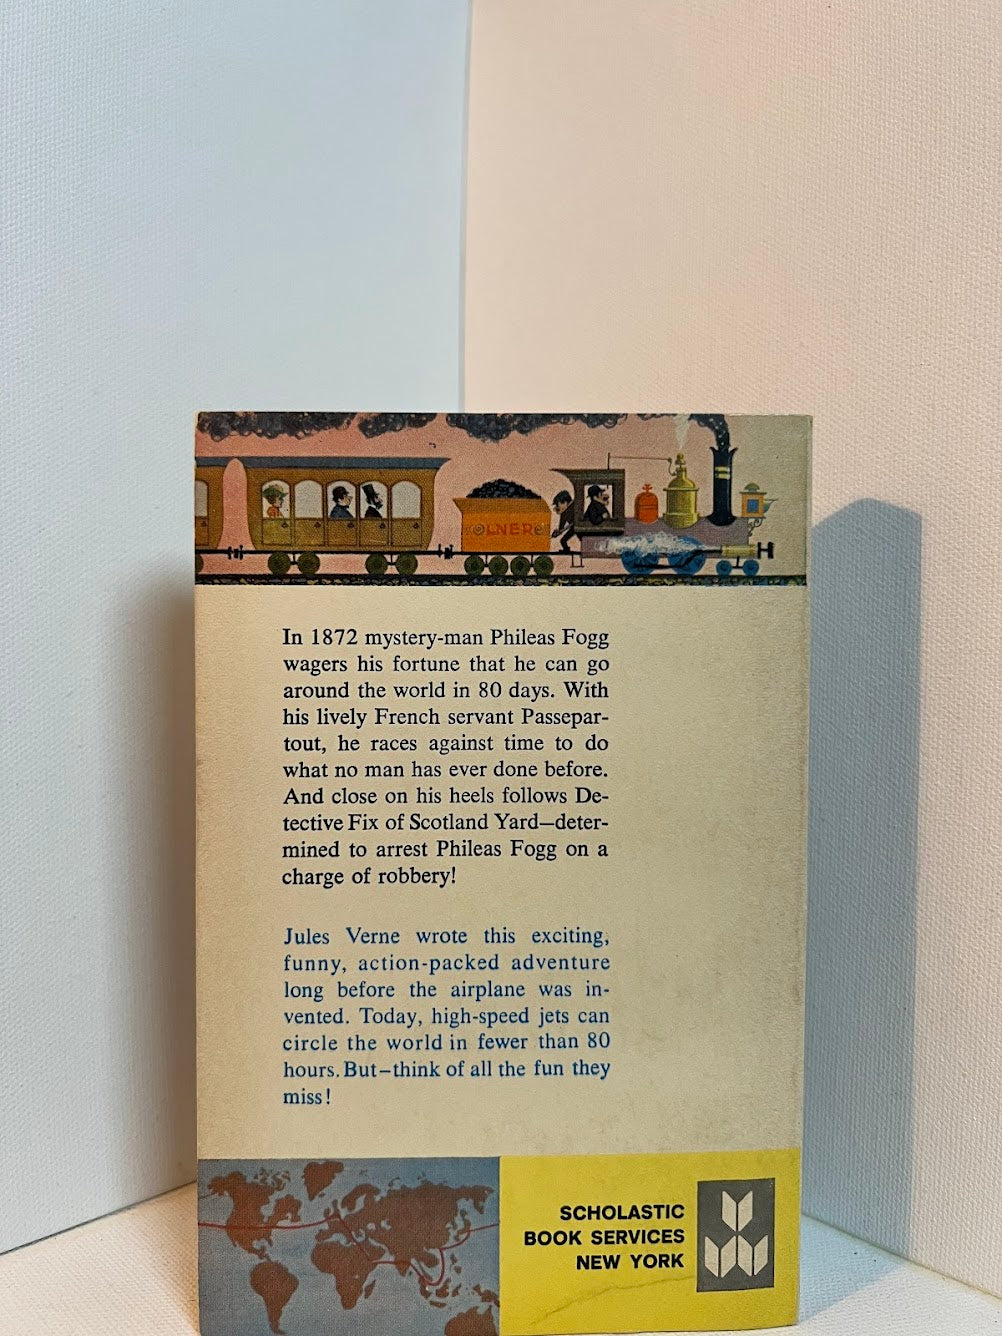 OLNER
In 1872 mystery-man Phileas Fogg
wagers his fortune that he can go
around the world in 80 days. With
his lively French servant Passepar-
tout, he races against time to do
what no man has ever done before.
And close on his heels follows De-
tective Fix of Scotland Yard—deter-
mined to arrest Phileas Fogg on a
charge of robbery!
Jules Verne wrote this exciting,
funny, action-packed adventure
long before the airplane was in-
vented. Today, high-speed jets can
circle the world in fewer than 80
hours. But—think of all the fun they
miss!
SCHOLASTIC
BOOK SERVICES
NEW YORK